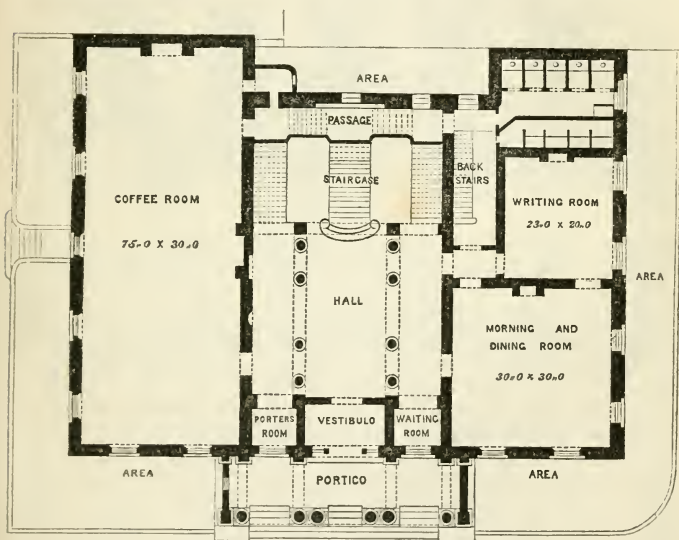 AREA
PASSAGE
COFFEE ROOM
75„0 X 30„0
STAIRCASE
BACK
STAIRS
WRITING ROOM
23„0 X 20„0
AREA
HALL
MORNING AND
DINING ROOM
30„0 X 30„0
PORTERS
ROOM
VESTIBULO
WAITING
ROOM
AREA
PORTICO
AREA